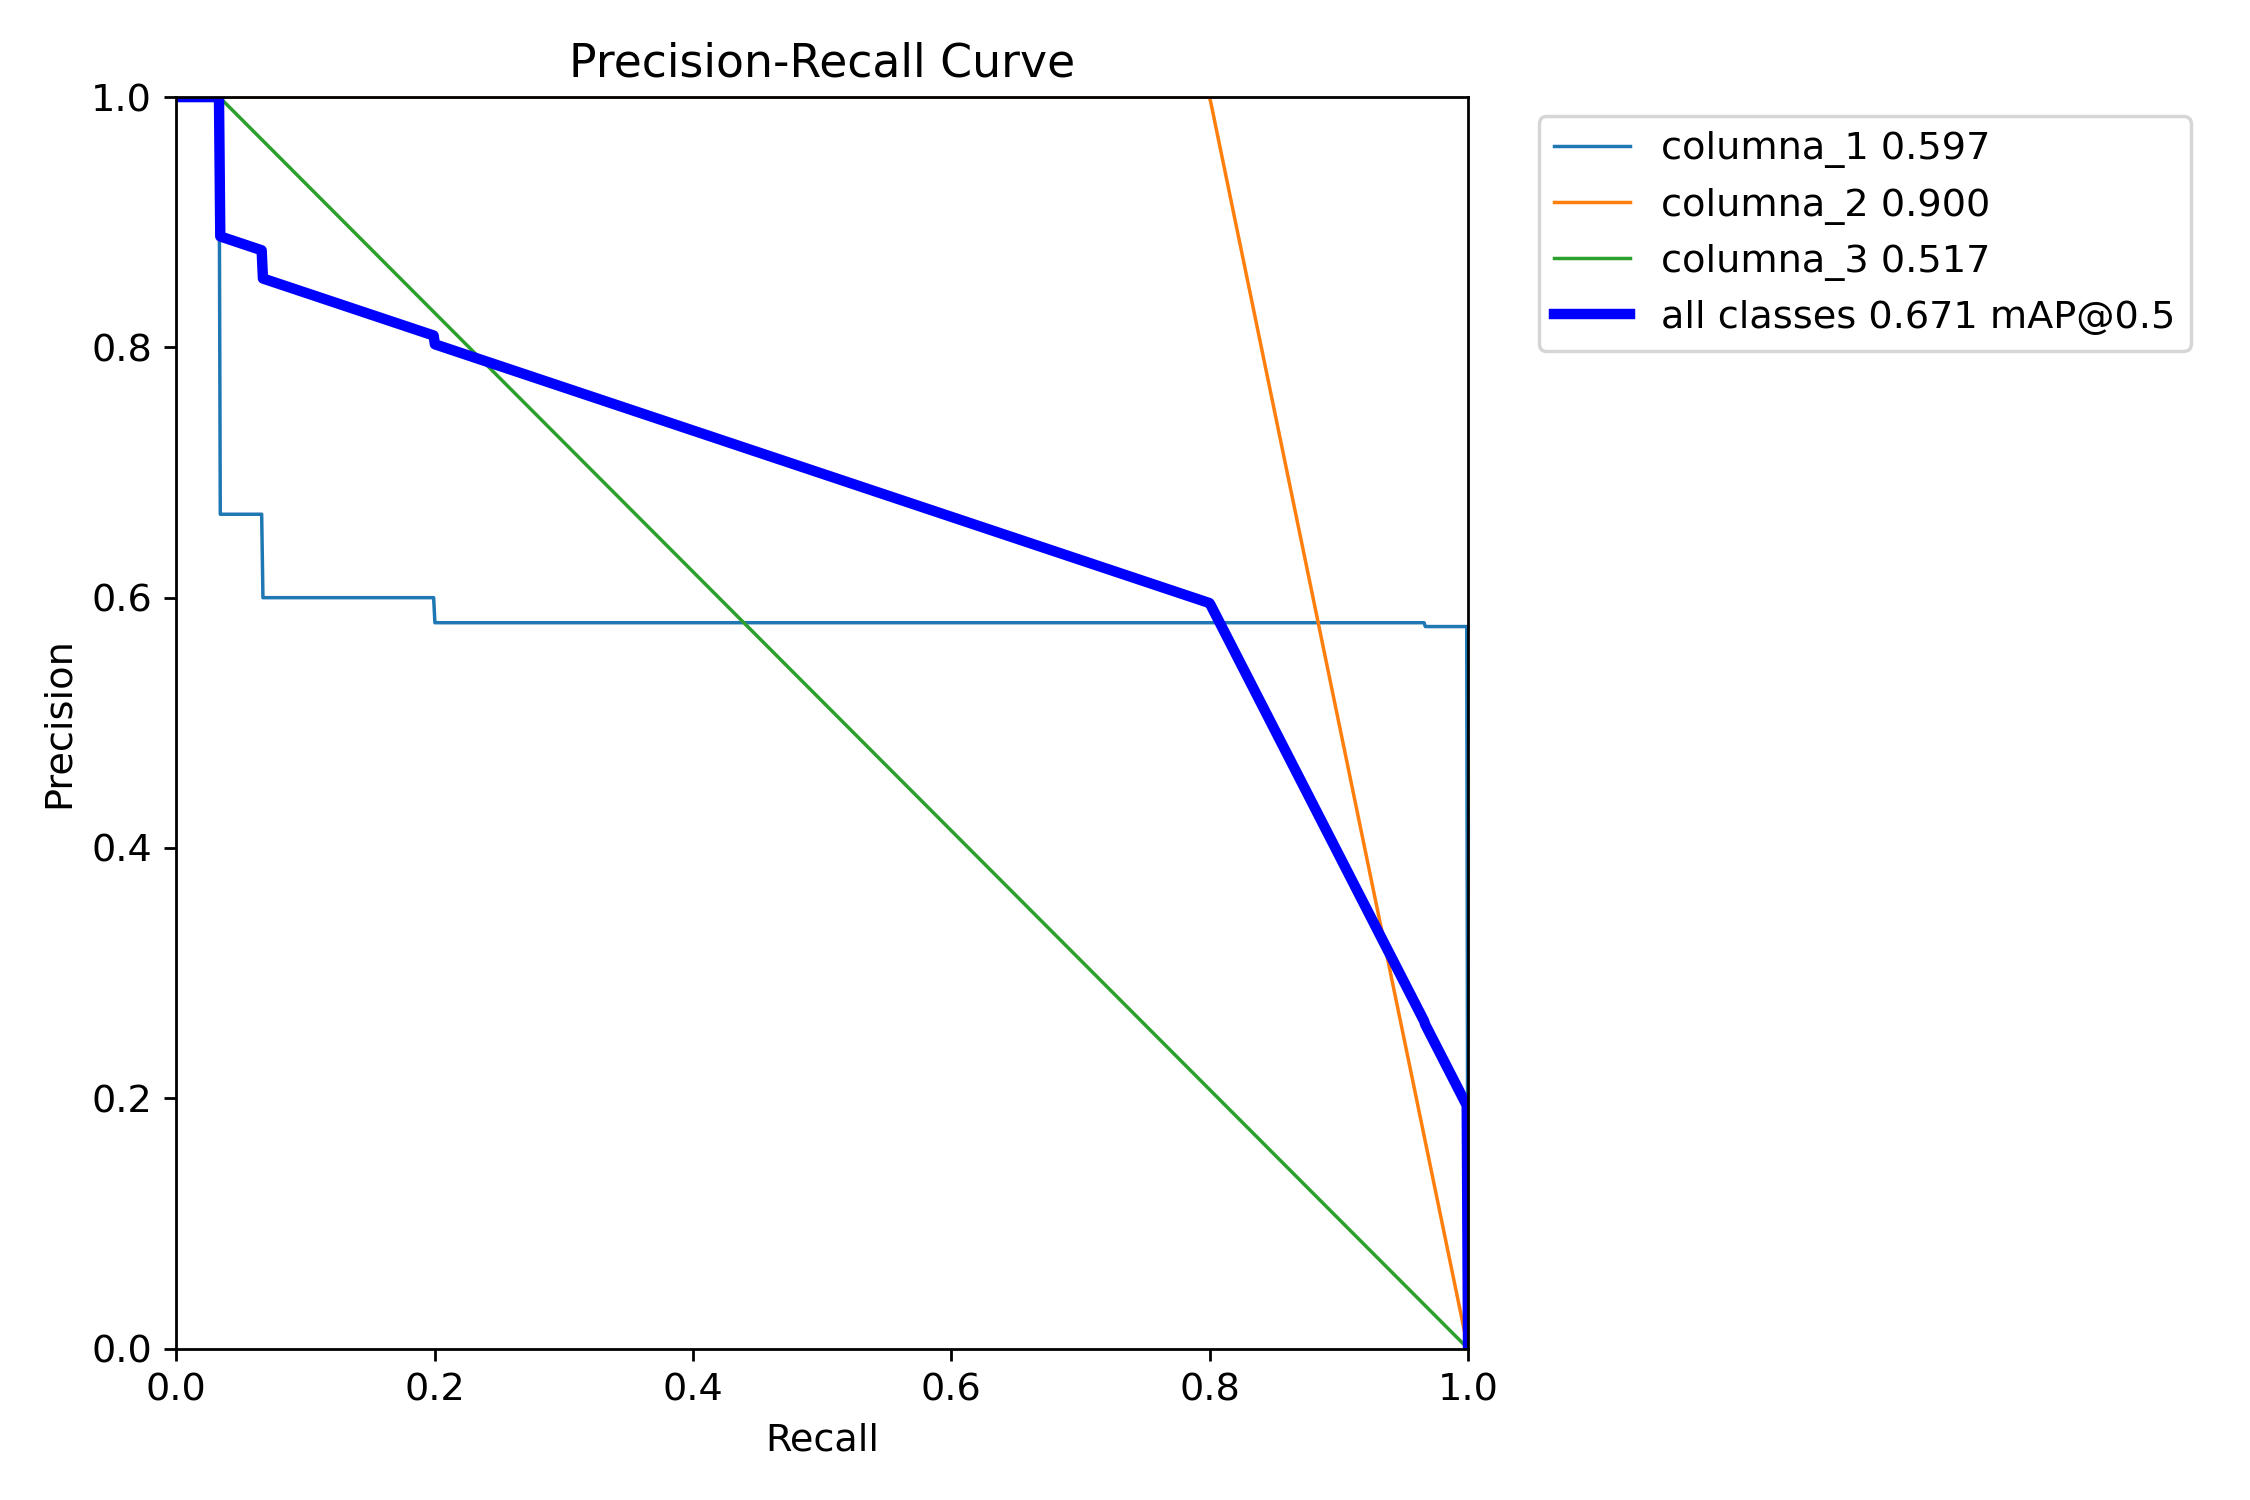 Precision-Recall Curve
columna_1 0.597
columna_2 0.900
columna_3 0.517
all classes 0.671 mAP@0.5
Precision
1.0
0.8
0.6
0.4
0.2
0.0
0.0 0.2 0.4 0.6 0.8 1.0
Recall